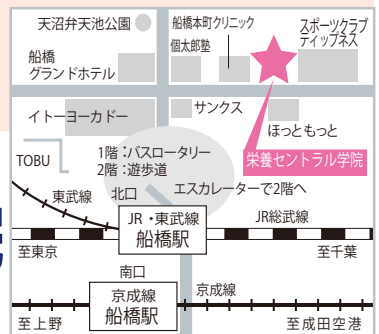 天沼弁天池公園
船橋本町クリニック
スポーツクラブ
ティップネス
個太郎塾
船橋
グランドホテル
イトーヨーカドー
サンクス
ほっともっと
TOBU
1階：バスロータリー
2階：遊歩道
栄養セントラル学院
北口
エスカレーターで2階へ
東武線
JR・東武線
船橋駅
JR総武線
至東京
至千葉
南口
京成線
船橋駅
京成線
至上野
至成田空港